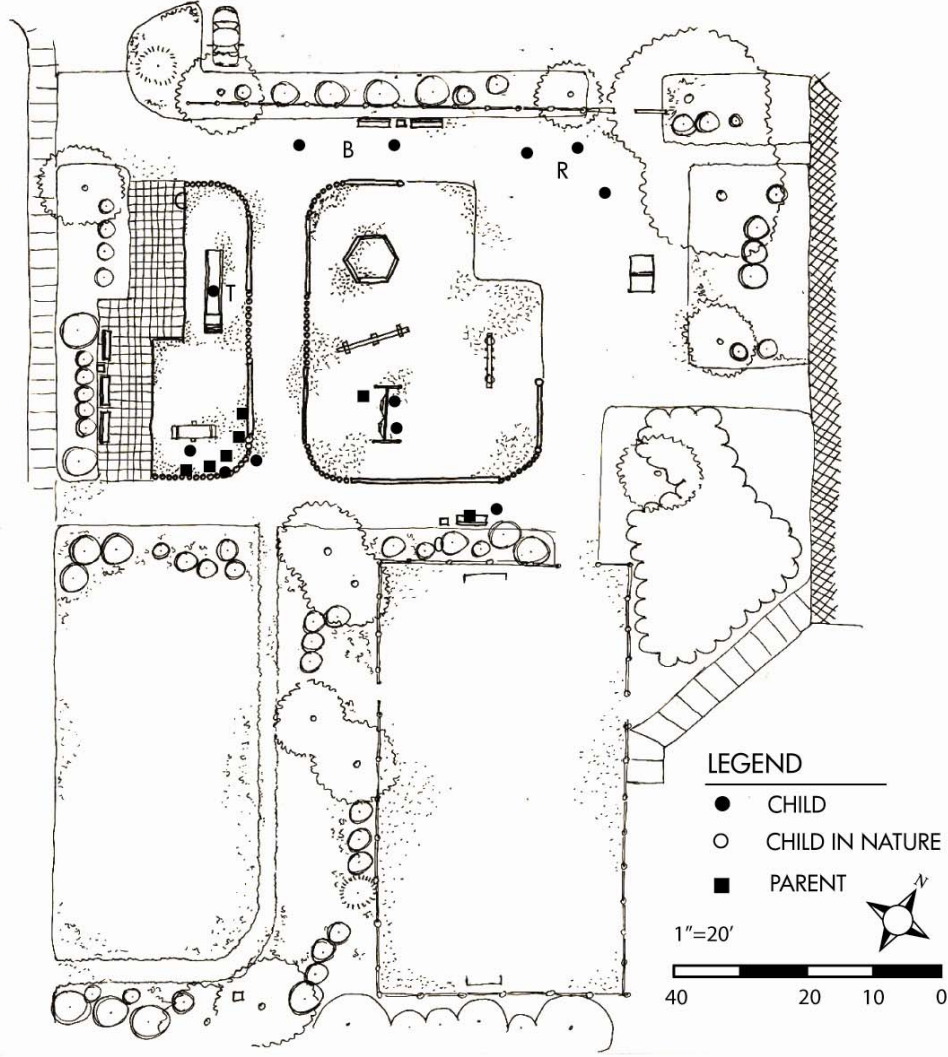 B
R
T
LEGEND
CHILD
CHILD IN NATURE
PARENT
N
1"=20'
40 20 10 0